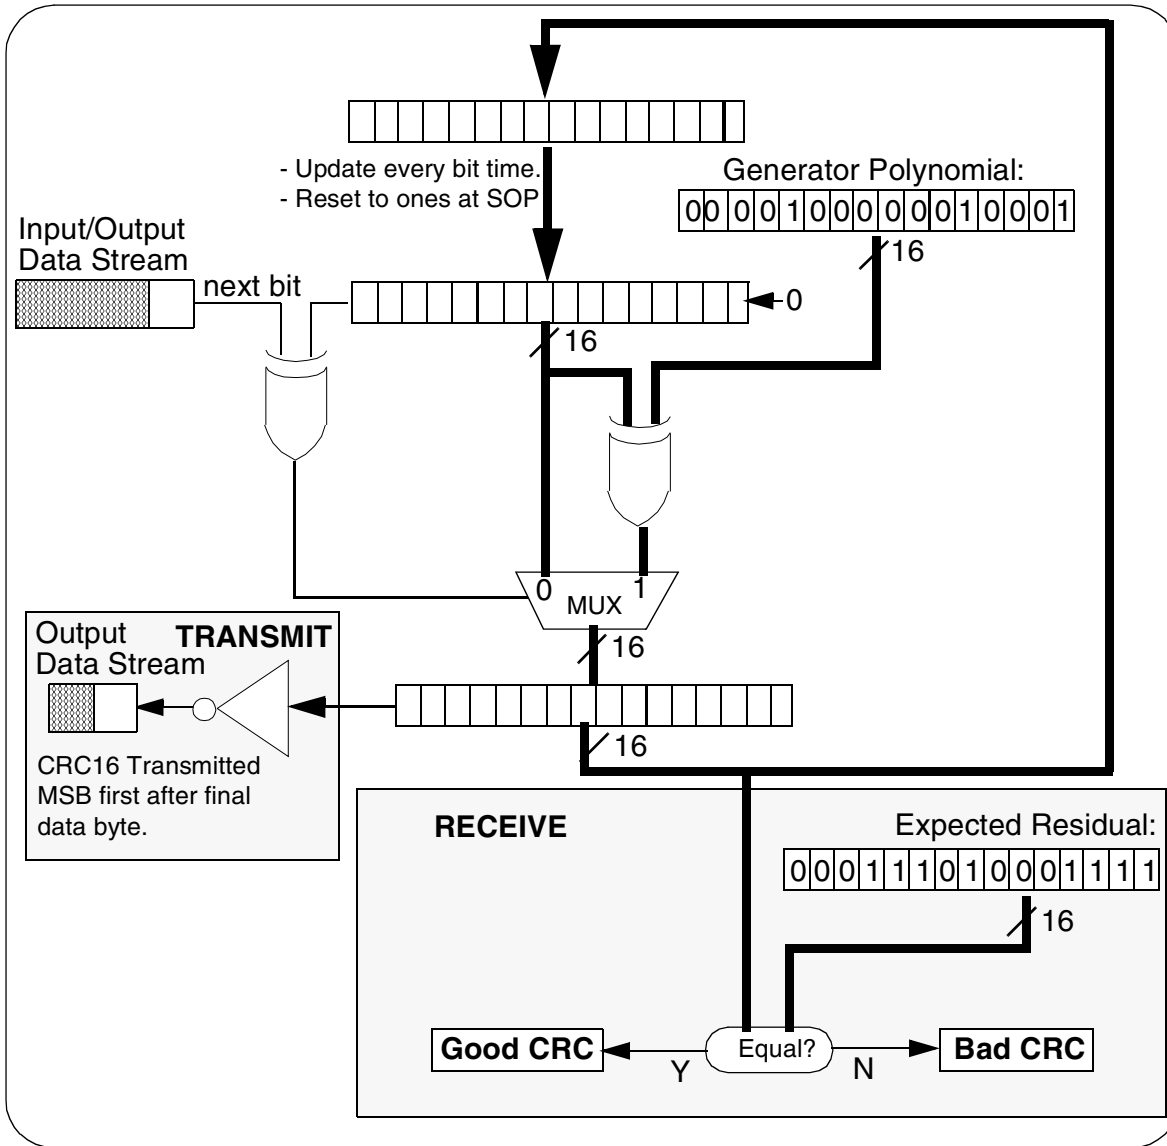 - Update every bit time.
- Reset to ones at SOP
Generator Polynomial:
0 0 0 0 1 0 0 0 0 0 0 1 0 0 0 1
16
Input/Output
Data Stream
next bit
0
16
0 1
MUX
16
Output TRANSMIT
Data Stream
CRC16 Transmitted
MSB first after final
data byte.
16
RECEIVE
Expected Residual:
0 0 0 1 1 1 0 1 0 0 0 1 1 1 1
16
Good CRC
Y
Equal?
N
Bad CRC